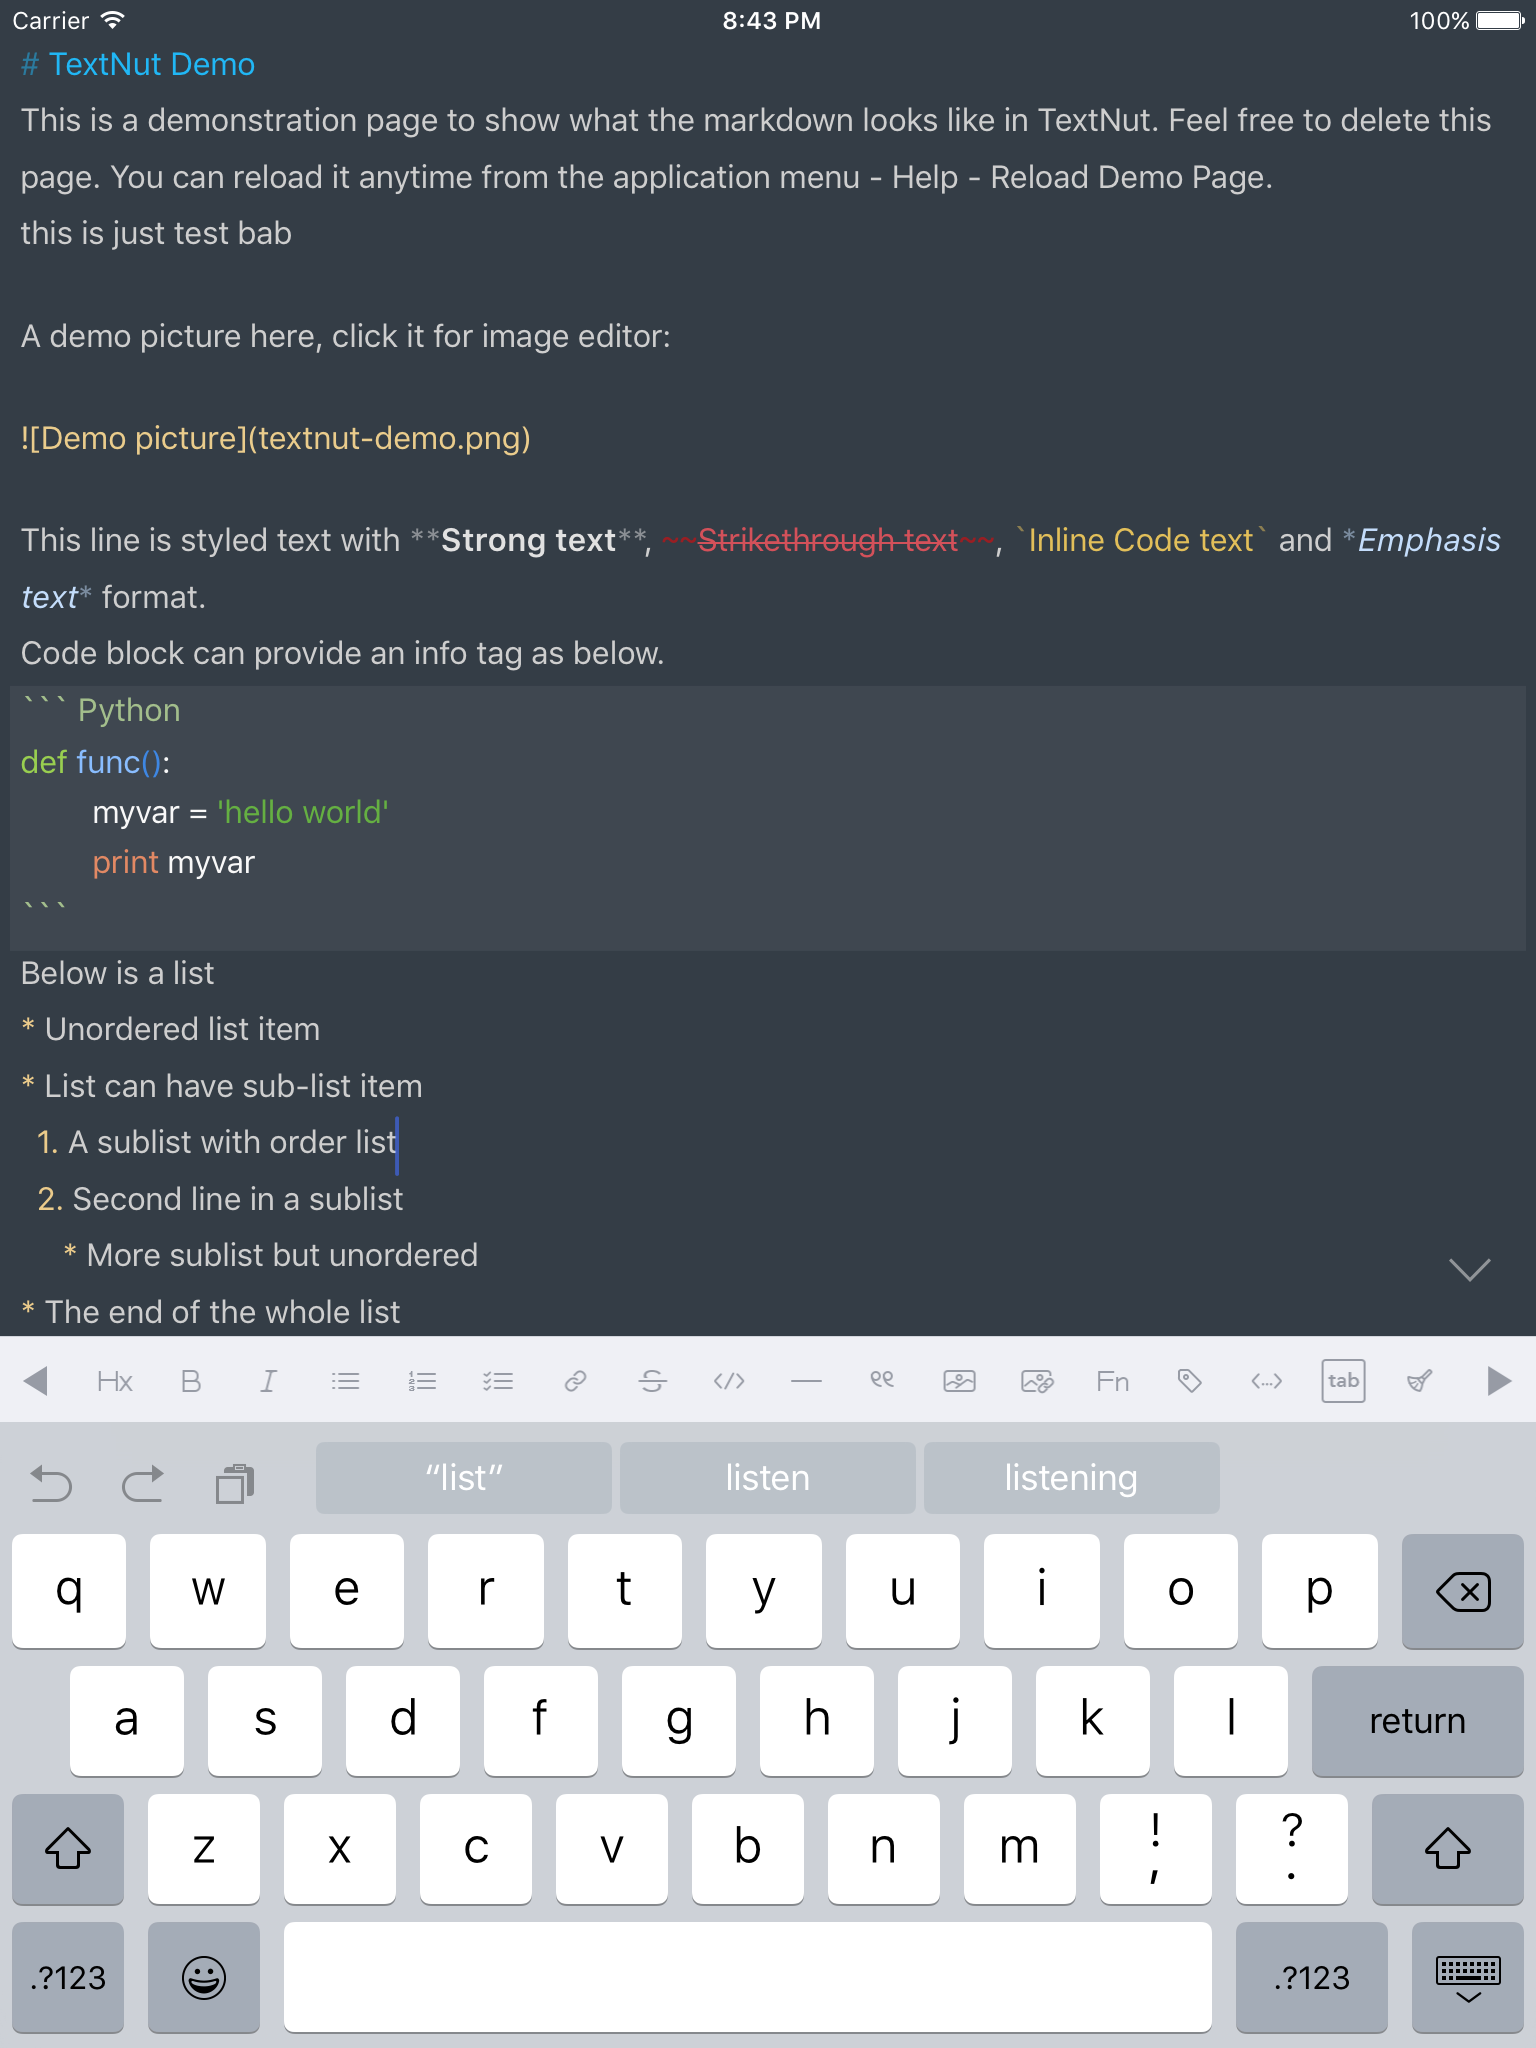 Carrier 8:43 PM 100%
# TextNut Demo
This is a demonstration page to show what the markdown looks like in TextNut. Feel free to delete this
page. You can reload it anytime from the application menu - Help - Reload Demo Page.
this is just test bab
A demo picture here, click it for image editor:
![Demo picture](textnut-demo.png)
This line is styled text with **Strong text**, ~~Strikethrough text~~, `Inline Code text` and *Emphasis
text* format.
Code block can provide an info tag as below.
``` Python
def func():
myvar = 'hello world'
print myvar
```
Below is a list
* Unordered list item
* List can have sub-list item
1. A sublist with order list
2. Second line in a sublist
* More sublist but unordered
* The end of the whole list
Hx B I </> Fn <...> tab
“list” listen listening
q w e r t y u i o p
a s d f g h j k l return
z x c v b n m ! , ? .
.?123 .?123